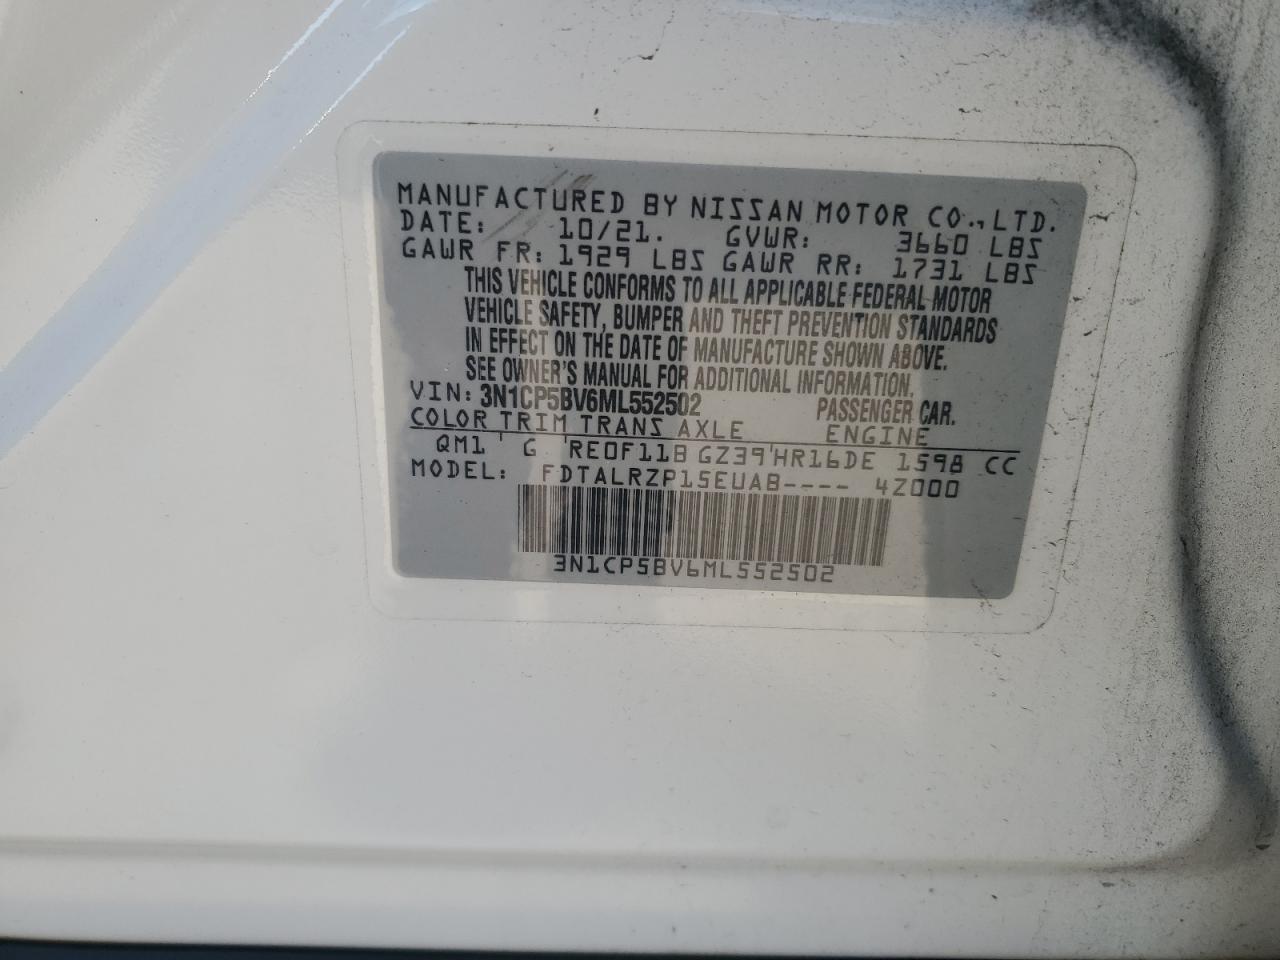 MANUFACTURED BY NISSAN MOTOR CO.,LTD.
DATE: 10/21. GVWR: 3660 LBS
GAWR FR: 1929 LBS GAWR RR: 1731 LBS
THIS VEHICLE CONFORMS TO ALL APPLICABLE FEDERAL MOTOR
VEHICLE SAFETY, BUMPER AND THEFT PREVENTION STANDARDS
IN EFFECT ON THE DATE OF MANUFACTURE SHOWN ABOVE.
SEE OWNER'S MANUAL FOR ADDITIONAL INFORMATION.
VIN: 3N1CP5BV6ML552502 PASSENGER CAR.
COLOR TRIM TRANS AXLE ENGINE
QM1 ' G ' RE0F11B GZ39'HR16DE 1598 CC
MODEL: FDTALRZP15EUAB---- 4Z000
3N1CP5BV6ML552502